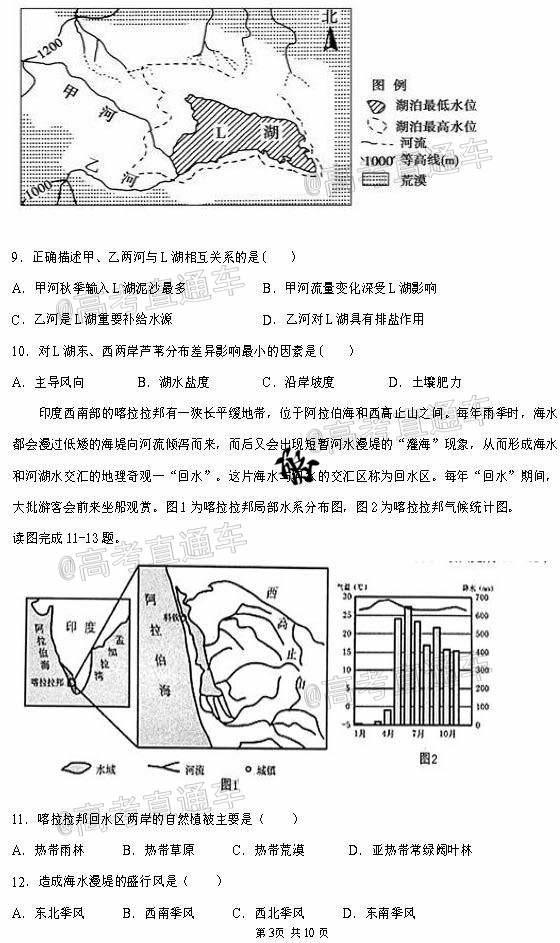 北
1200
甲
河
L 湖
乙
河
1000
图 例
湖泊最低水位
湖泊最高水位
河流
1000 等高线(m)
荒漠
@高考直通车
9．正确描述甲、乙两河与 L 湖相互关系的是(    )
A．甲河秋季输入 L 湖泥沙最多
B．甲河流量变化深受 L 湖影响
C．乙河是 L 湖重要补给水源
D．乙河对 L 湖具有排盐作用
@高考直通车
10．对 L 湖东、西两岸芦苇分布差异影响最小的因素是(    )
A．主导风向
B．湖水盐度
C．沿岸坡度
D．土壤肥力
印度西南部的喀拉拉邦有一狭长平缓地带，位于阿拉伯海和西高止山之间。每年雨季时，海水
都会漫过低矮的海堤向河流倾泻而来，而后又会出现短暂河水漫堤的“灌海”现象，从而形成海水
和河湖水交汇的地理奇观—“回水”。这片海水与 水的交汇区称为回水区。每年“回水”期间，
大批游客会前来坐船观赏。图 1 为喀拉拉邦局部水系分布图，图 2 为喀拉拉邦气候统计图。
读图完成 11-13 题。
@高考直通车
阿拉伯海
印度
孟加拉湾
喀拉拉邦
阿拉伯海
西高止山
水域
河流
城镇
图1
气温(℃)
降水(mm)
30
25
20
15
10
5
0
-5
700
600
500
400
300
200
100
0
1月
4月
7月
10月
图2
@高考直通车
11．喀拉拉邦回水区两岸的自然植被主要是（    ）
A．热带雨林
B．热带草原
C．热带荒漠
D．亚热带常绿阔叶林
12．造成海水漫堤的盛行风是（    ）
A．东北季风
B．西南季风
C．西北季风
D．东南季风
第 3页 共 10 页